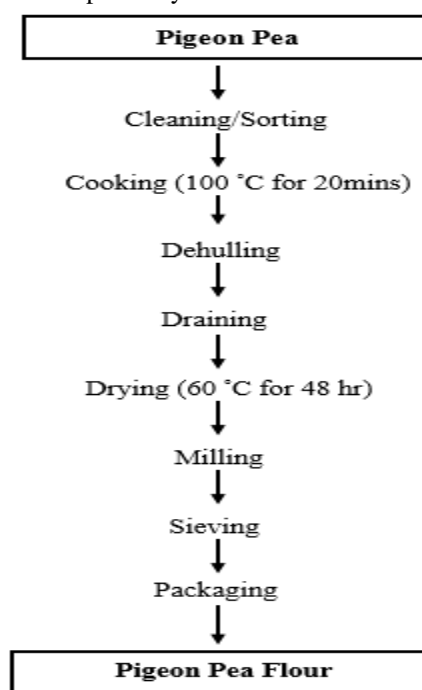 Pigeon Pea
Cleaning/Sorting
Cooking (100 ˚C for 20mins)
Dehulling
Draining
Drying (60 ˚C for 48 hr)
Milling
Sieving
Packaging
Pigeon Pea Flour